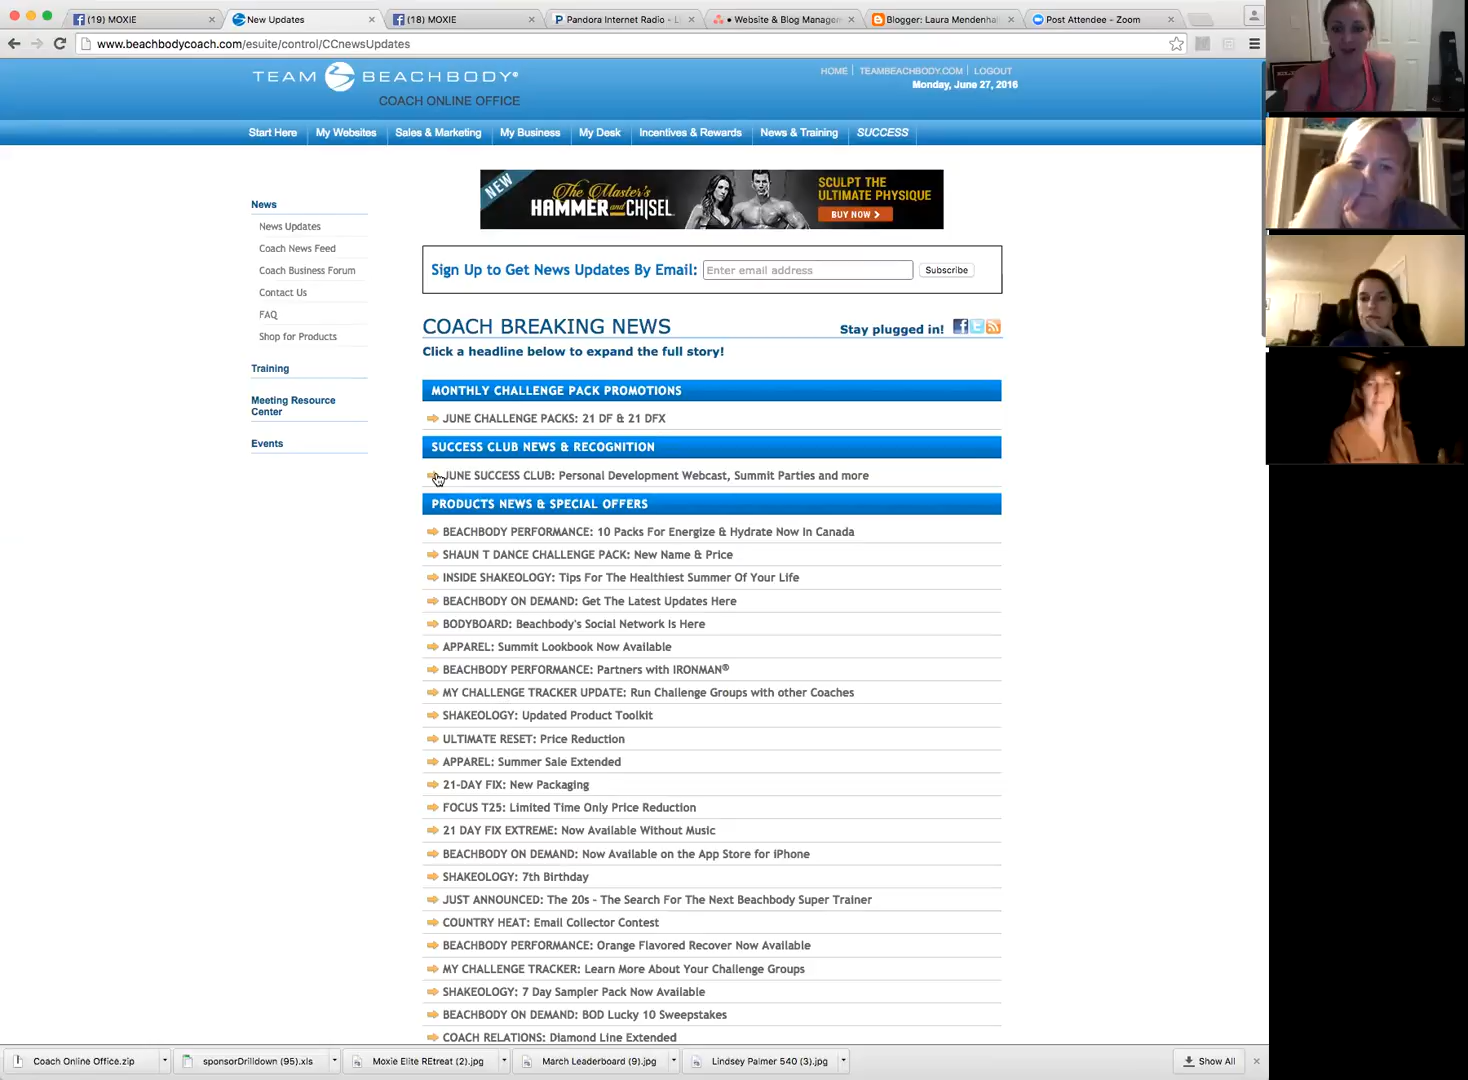 (19) MOXIE
New Updates
(18) MOXIE
Pandora Internet Radio - Li
Website & Blog Managem
Blogger: Laura Mendenhal
Post Attendee - Zoom
www.beachbodycoach.com/esuite/control/CCnewsUpdates
TEAM BEACHBODY®
COACH ONLINE OFFICE
HOME | TEAMBEACHBODY.COM | LOGOUT
Monday, June 27, 2016
Start Here
My Websites
Sales & Marketing
My Business
My Desk
Incentives & Rewards
News & Training
SUCCESS
NEW
The Master's
HAMMER and CHISEL
SCULPT THE
ULTIMATE PHYSIQUE
BUY NOW >
News
News Updates
Coach News Feed
Coach Business Forum
Contact Us
FAQ
Shop for Products
Training
Meeting Resource
Center
Events
Sign Up to Get News Updates By Email: Enter email address Subscribe
COACH BREAKING NEWS
Stay plugged in!
Click a headline below to expand the full story!
MONTHLY CHALLENGE PACK PROMOTIONS
JUNE CHALLENGE PACKS: 21 DF & 21 DFX
SUCCESS CLUB NEWS & RECOGNITION
JUNE SUCCESS CLUB: Personal Development Webcast, Summit Parties and more
PRODUCTS NEWS & SPECIAL OFFERS
BEACHBODY PERFORMANCE: 10 Packs For Energize & Hydrate Now In Canada
SHAUN T DANCE CHALLENGE PACK: New Name & Price
INSIDE SHAKEOLOGY: Tips For The Healthiest Summer Of Your Life
BEACHBODY ON DEMAND: Get The Latest Updates Here
BODYBOARD: Beachbody's Social Network Is Here
APPAREL: Summit Lookbook Now Available
BEACHBODY PERFORMANCE: Partners with IRONMAN®
MY CHALLENGE TRACKER UPDATE: Run Challenge Groups with other Coaches
SHAKEOLOGY: Updated Product Toolkit
ULTIMATE RESET: Price Reduction
APPAREL: Summer Sale Extended
21-DAY FIX: New Packaging
FOCUS T25: Limited Time Only Price Reduction
21 DAY FIX EXTREME: Now Available Without Music
BEACHBODY ON DEMAND: Now Available on the App Store for iPhone
SHAKEOLOGY: 7th Birthday
JUST ANNOUNCED: The 20s - The Search For The Next Beachbody Super Trainer
COUNTRY HEAT: Email Collector Contest
BEACHBODY PERFORMANCE: Orange Flavored Recover Now Available
MY CHALLENGE TRACKER: Learn More About Your Challenge Groups
SHAKEOLOGY: 7 Day Sampler Pack Now Available
BEACHBODY ON DEMAND: BOD Lucky 10 Sweepstakes
COACH RELATIONS: Diamond Line Extended
Coach Online Office.zip
sponsorDrilldown (95).xls
Moxie Elite REtreat (2).jpg
March Leaderboard (9).jpg
Lindsey Palmer 540 (3).jpg
Show All